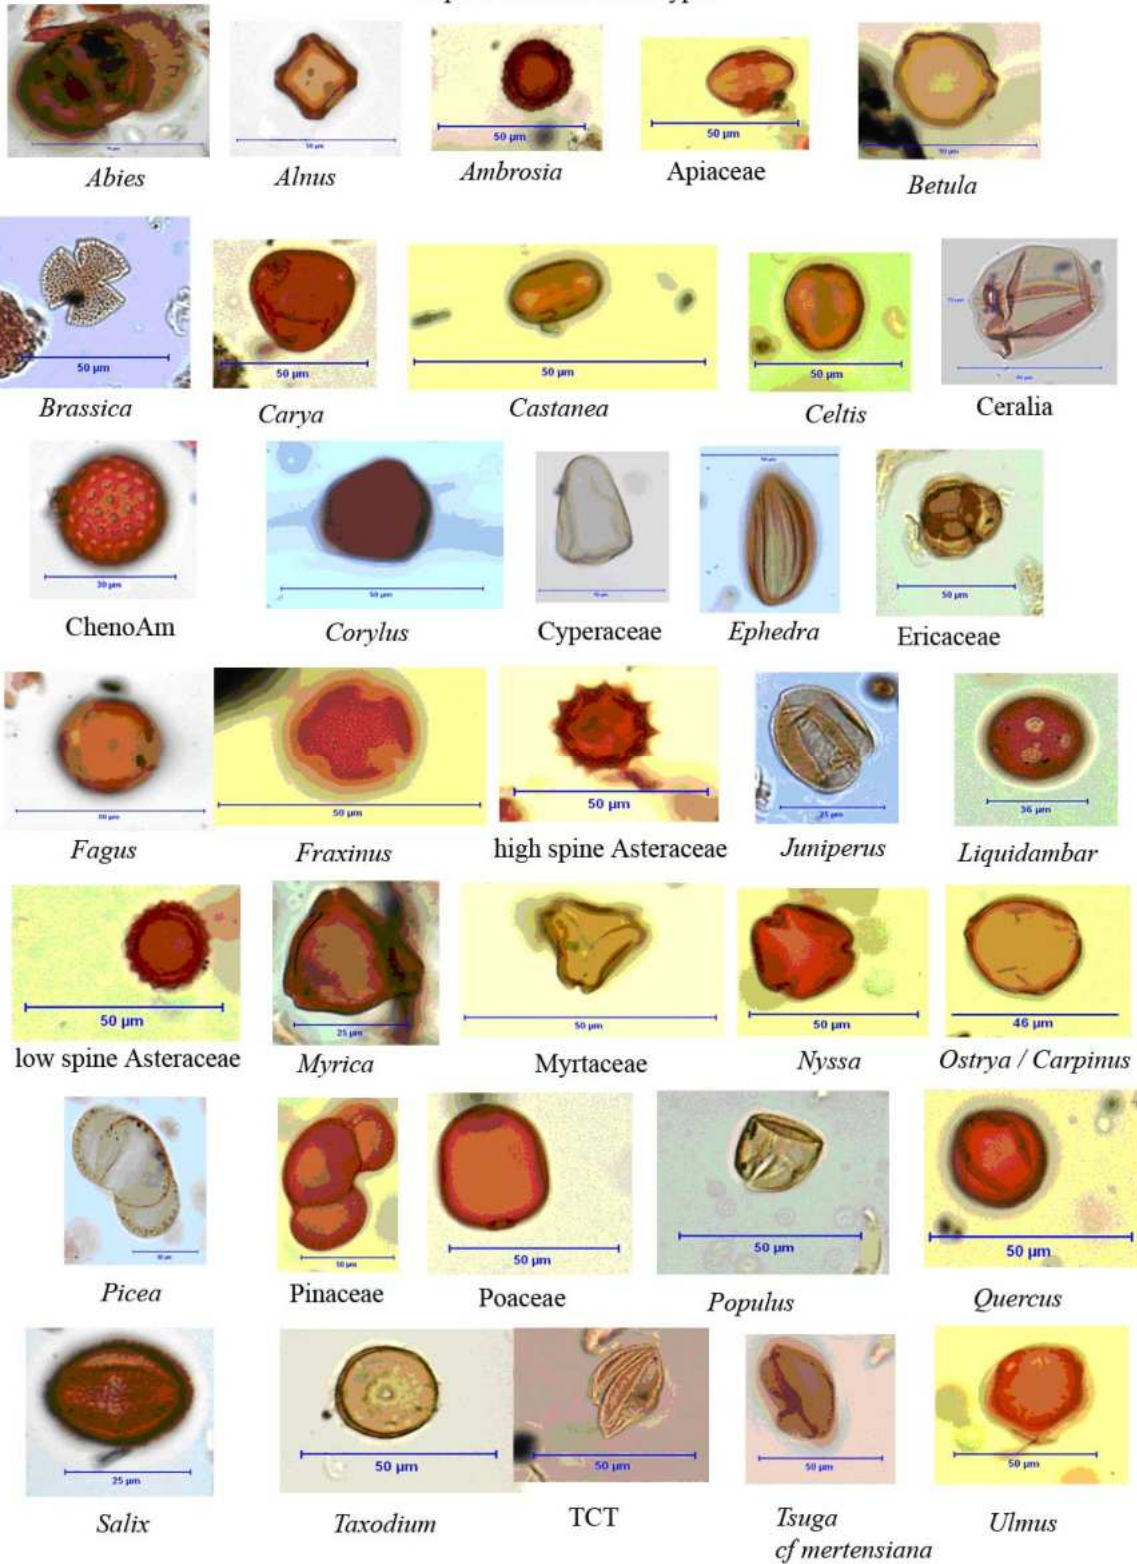 Abies
Alnus
50 µm
Ambrosia
50 µm
Apiaceae
Betula
50 µm
Brassica
50 µm
Carya
50 µm
Castanea
50 µm
Celtis
Ceralia
30 µm
ChenoAm
50 µm
Corylus
Cyperaceae
Ephedra
50 µm
Ericaceae
Fagus
50 µm
Fraxinus
50 µm
high spine Asteraceae
25 µm
Juniperus
36 µm
Liquidambar
50 µm
low spine Asteraceae
25 µm
Myrica
50 µm
Myrtaceae
50 µm
Nyssa
46 µm
Ostrya / Carpinus
Picea
50 µm
Pinaceae
50 µm
Poaceae
50 µm
Populus
50 µm
Quercus
25 µm
Salix
50 µm
Taxodium
50 µm
TCT
50 µm
Tsuga
cf mertensiana
50 µm
Ulmus